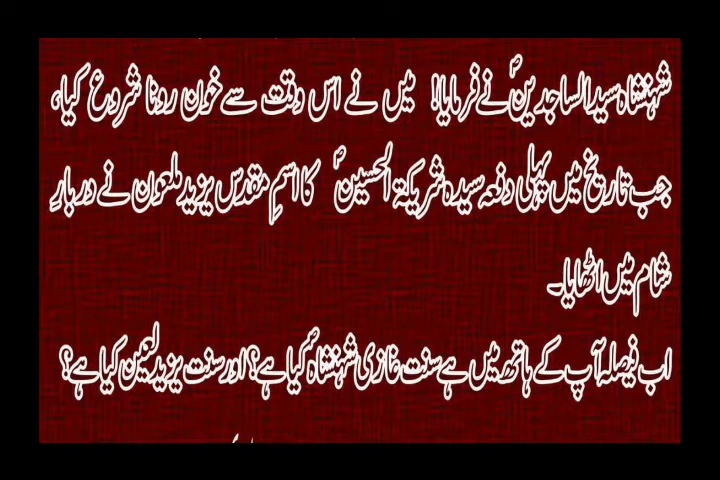 شہنشاہ سید الساجدینؑ نے فرمایا! میں نے اس وقت سے خون رونا شروع کیا،
جب تاریخ میں پہلی دفعہ سیدہ شریکۃ الحسینؑ کا اسمِ مقدس یزید ملعون نے دربارِ
شام میں اٹھایا۔
اب فیصلہ آپ کے ہاتھ میں ہے سنت غازی شہنشاہؑ کیا ہے؟ اور سنت یزید لعین کیا ہے؟